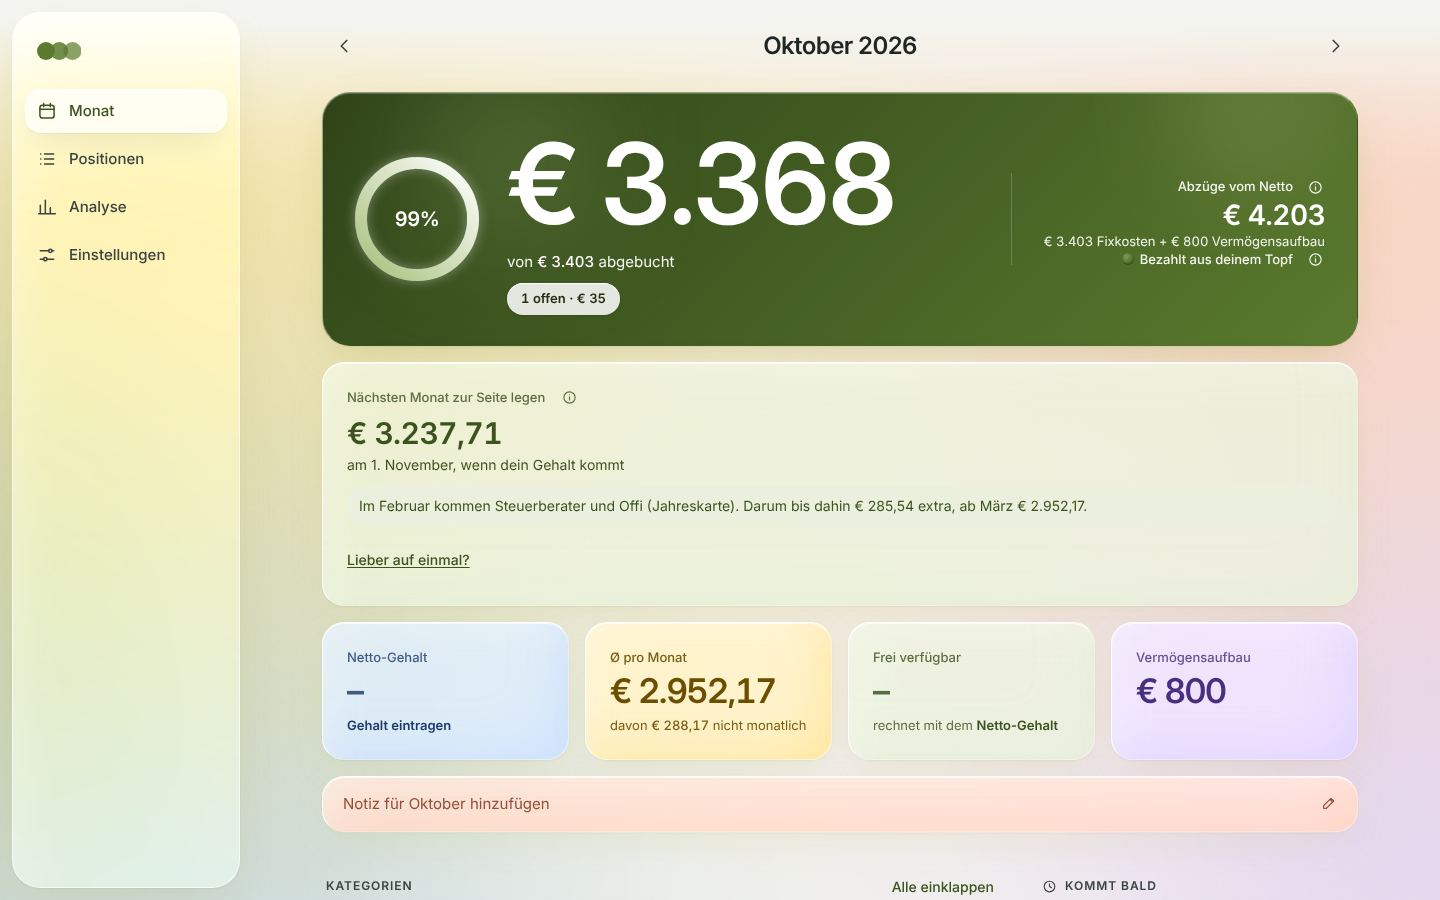 Oktober 2026
Monat
Positionen
Analyse
Einstellungen
99%
€ 3.368
von € 3.403 abgebucht
1 offen · € 35
Abzüge vom Netto
€ 4.203
€ 3.403 Fixkosten + € 800 Vermögensaufbau
Bezahlt aus deinem Topf
Nächsten Monat zur Seite legen
€ 3.237,71
am 1. November, wenn dein Gehalt kommt
Im Februar kommen Steuerberater und Offi (Jahreskarte). Darum bis dahin € 285,54 extra, ab März € 2.952,17.
Lieber auf einmal?
Netto-Gehalt
–
Gehalt eintragen
Ø pro Monat
€ 2.952,17
davon € 288,17 nicht monatlich
Frei verfügbar
–
rechnet mit dem Netto-Gehalt
Vermögensaufbau
€ 800
Notiz für Oktober hinzufügen
KATEGORIEN
Alle einklappen
KOMMT BALD